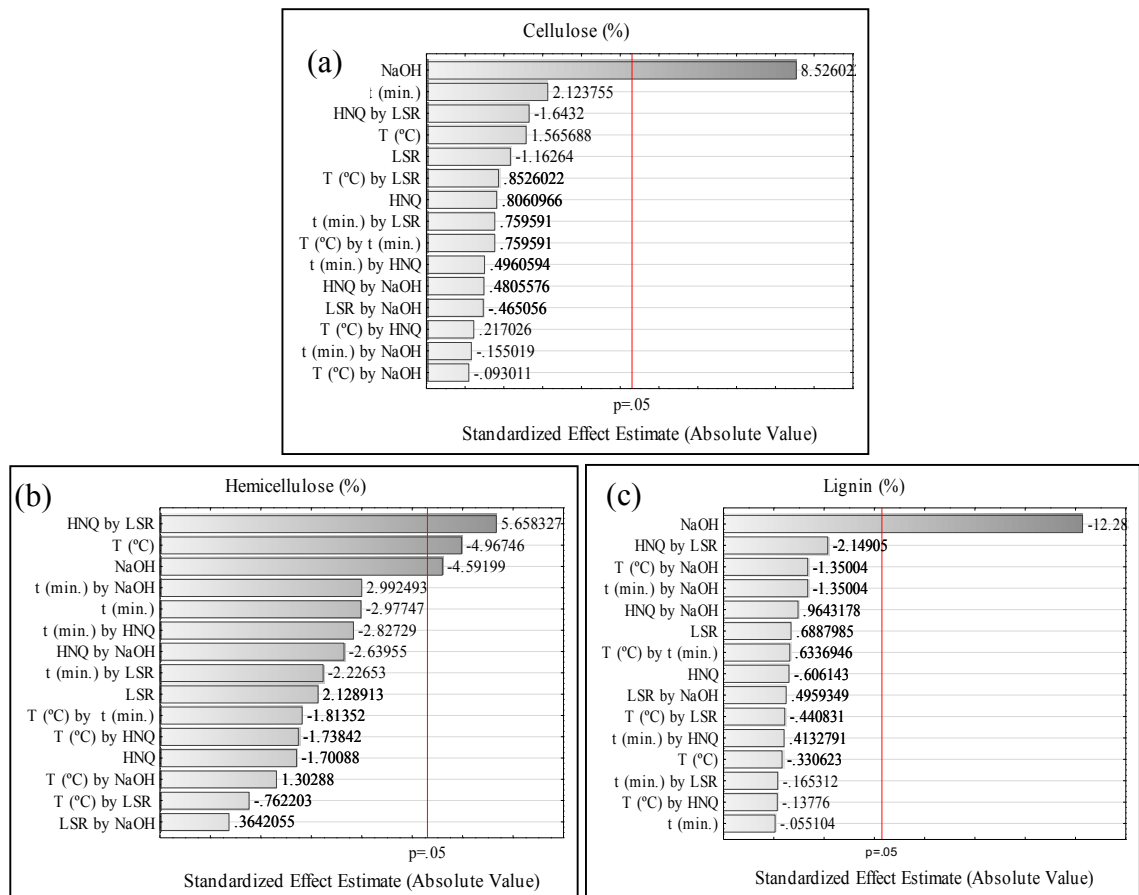 Cellulose (%)
(a)
NaOH 8.526022
t (min.) 2.123755
HNQ by LSR -1.6432
T (ºC) 1.565688
LSR -1.16264
T (ºC) by LSR .8526022
HNQ .8060966
t (min.) by LSR .759591
T (ºC) by t (min.) .759591
t (min.) by HNQ .4960594
HNQ by NaOH .4805576
LSR by NaOH -.465056
T (ºC) by HNQ .217026
t (min.) by NaOH -.155019
T (ºC) by NaOH -.093011
p=.05
Standardized Effect Estimate (Absolute Value)
(b)
Hemicellulose (%)
HNQ by LSR 5.658327
T (ºC) -4.96746
NaOH -4.59199
t (min.) by NaOH 2.992493
t (min.) -2.97747
t (min.) by HNQ -2.82729
HNQ by NaOH -2.63955
t (min.) by LSR -2.22653
LSR 2.128913
T (ºC) by t (min.) -1.81352
T (ºC) by HNQ -1.73842
HNQ -1.70088
T (ºC) by NaOH 1.30288
T (ºC) by LSR -.762203
LSR by NaOH .3642055
p=.05
Standardized Effect Estimate (Absolute Value)
(c)
Lignin (%)
NaOH -12.28
HNQ by LSR -2.14905
T (ºC) by NaOH -1.35004
t (min.) by NaOH -1.35004
HNQ by NaOH .9643178
LSR .6887985
T (ºC) by t (min.) .6336946
HNQ -.606143
LSR by NaOH .4959349
T (ºC) by LSR -.440831
t (min.) by HNQ .4132791
T (ºC) -.330623
t (min.) by LSR -.165312
T (ºC) by HNQ -.13776
t (min.) -.055104
p=.05
Standardized Effect Estimate (Absolute Value)